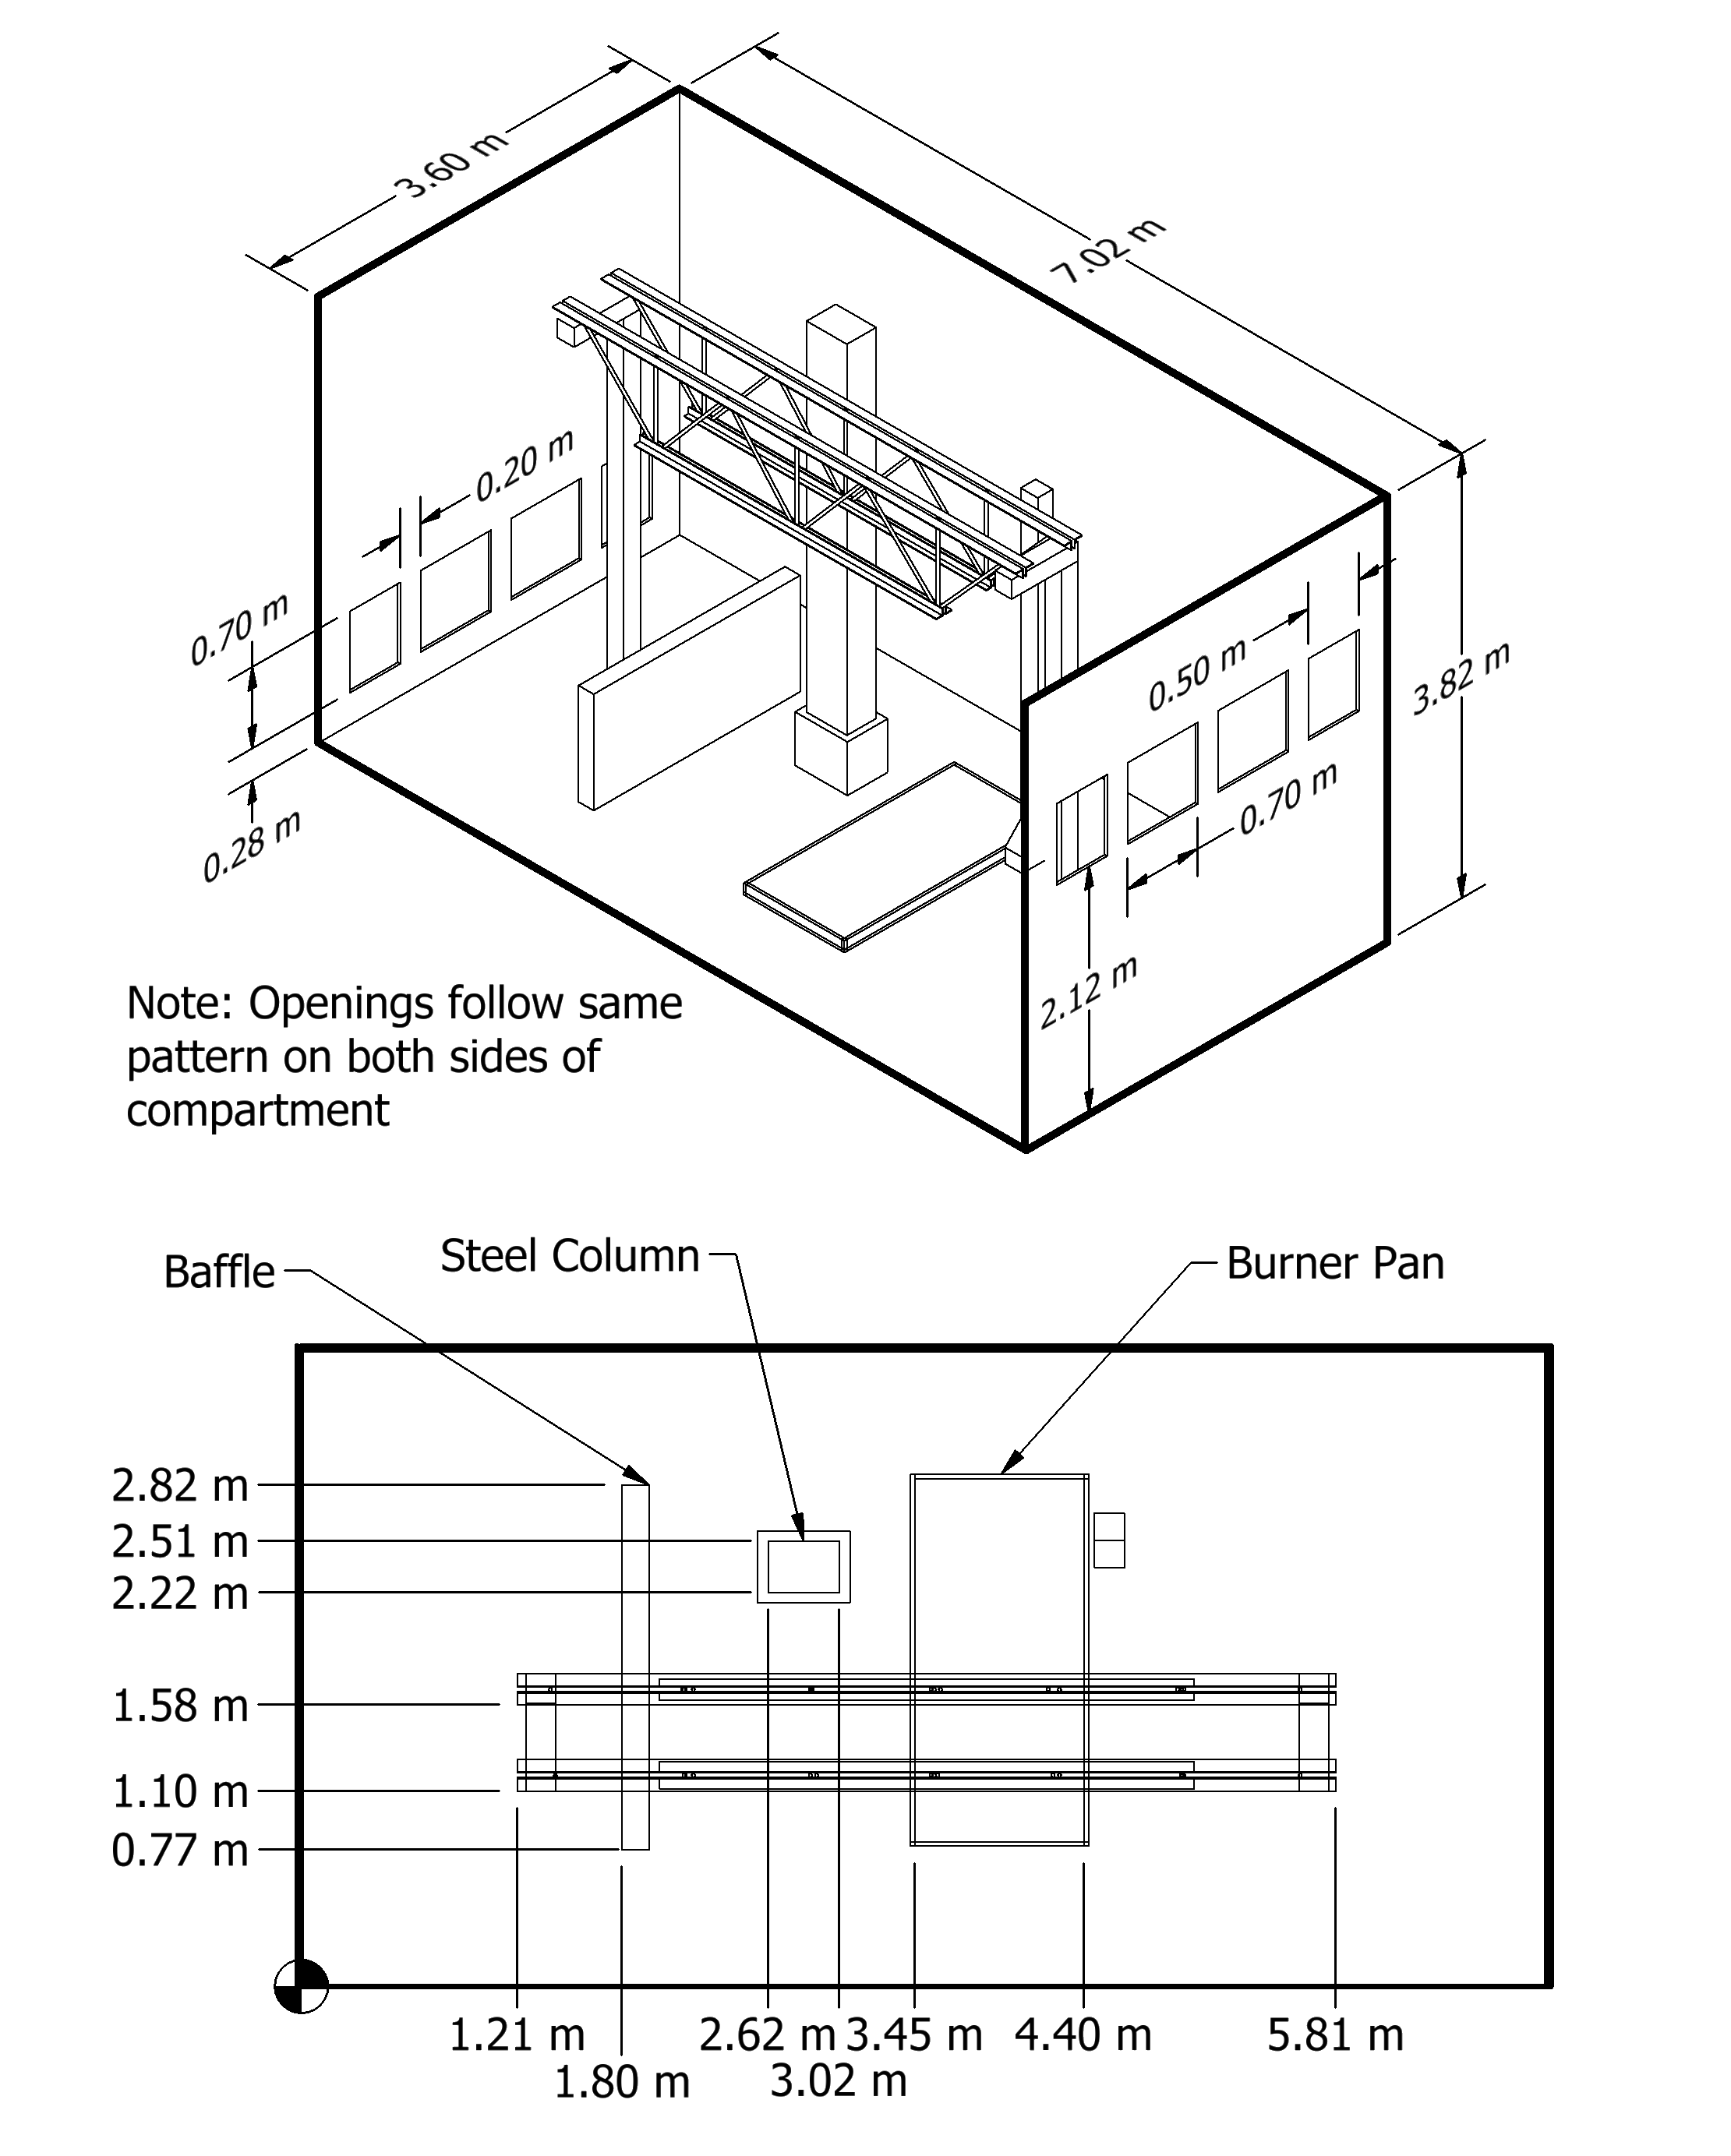 3.60 m
7.02 m
0.20 m
0.70 m
0.28 m
0.50 m
3.82 m
0.70 m
2.12 m
Note: Openings follow same
pattern on both sides of
compartment
Baffle
Steel Column
Burner Pan
2.82 m
2.51 m
2.22 m
1.58 m
1.10 m
0.77 m
1.21 m
2.62 m
3.45 m
4.40 m
5.81 m
1.80 m
3.02 m